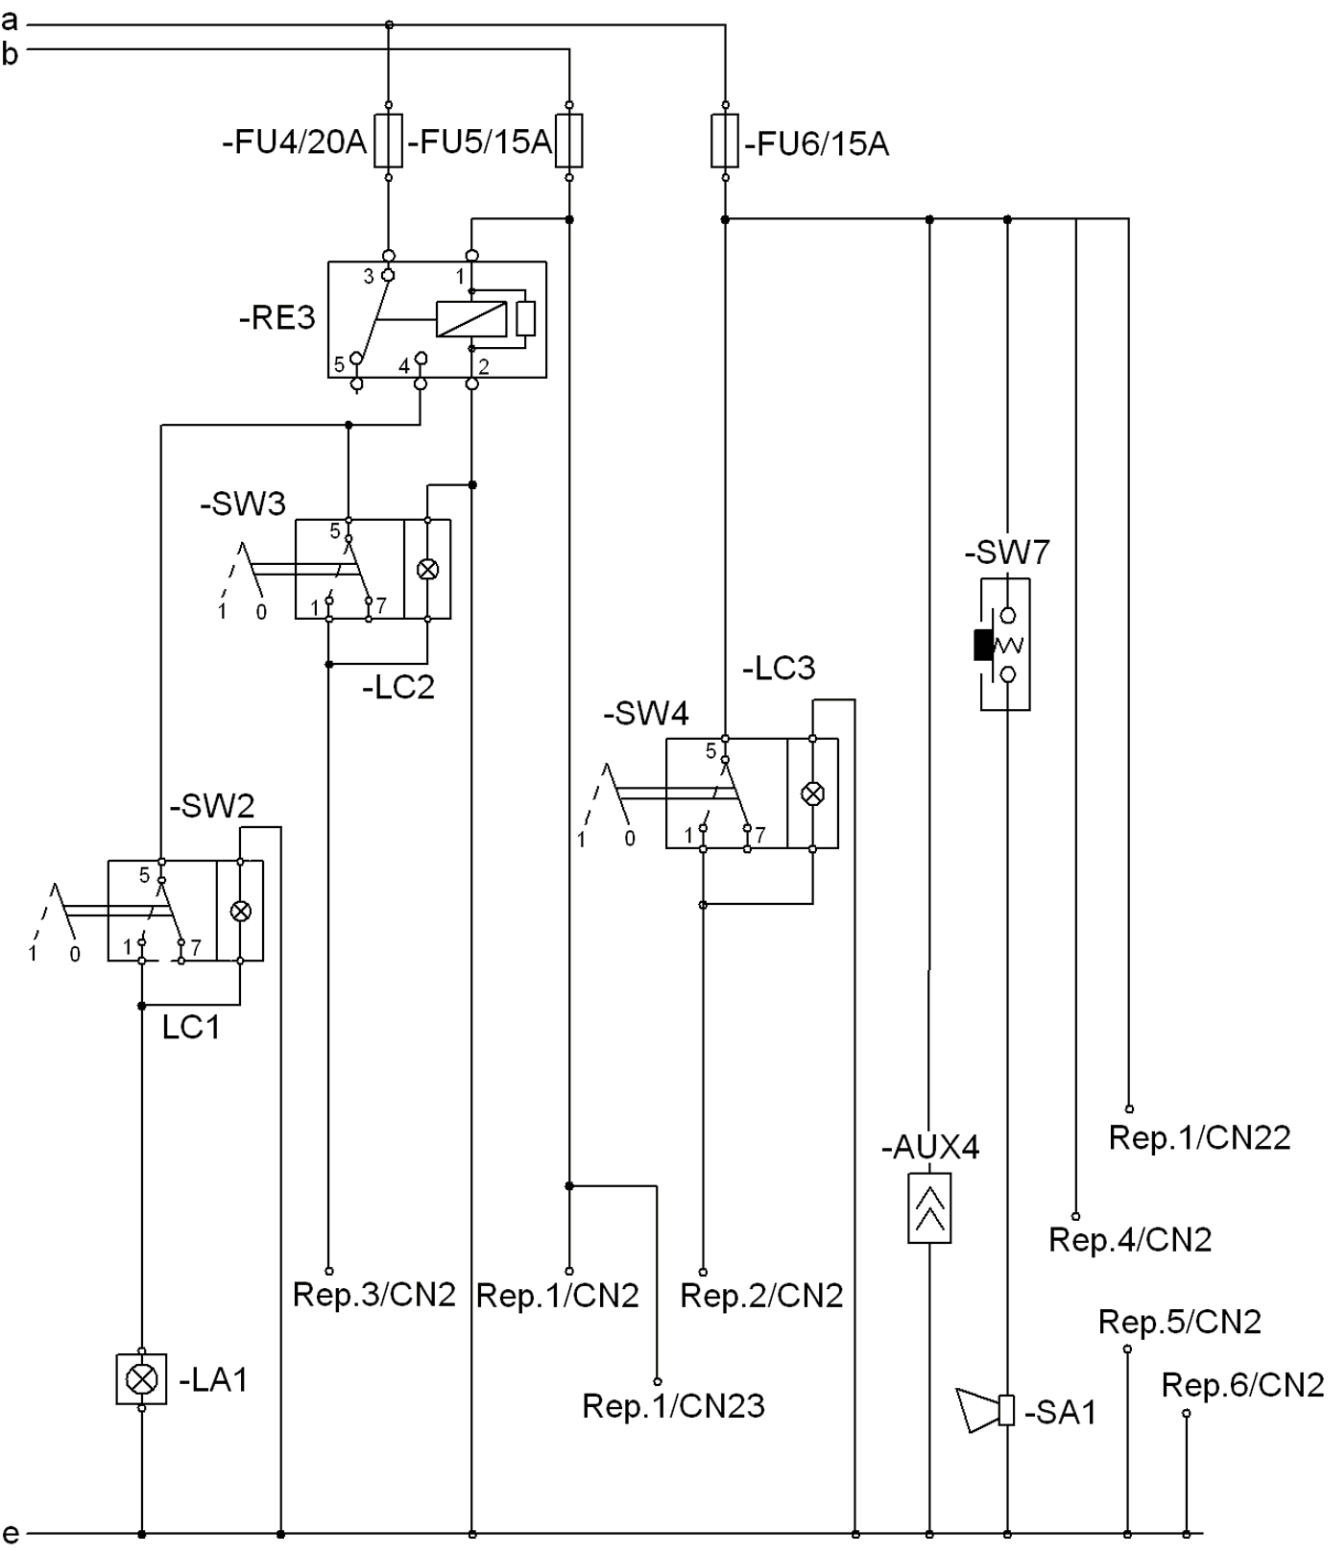 a
b
-FU4/20A
-FU5/15A
-FU6/15A
3
1
-RE3
5
4
2
-SW3
5
1
0
1
7
-LC2
-SW7
-LC3
-SW4
5
1
0
1
7
-SW2
5
1
0
1
7
LC1
Rep.1/CN22
-AUX4
Rep.4/CN2
Rep.3/CN2
Rep.1/CN2
Rep.2/CN2
Rep.5/CN2
-LA1
Rep.6/CN2
Rep.1/CN23
-SA1
e